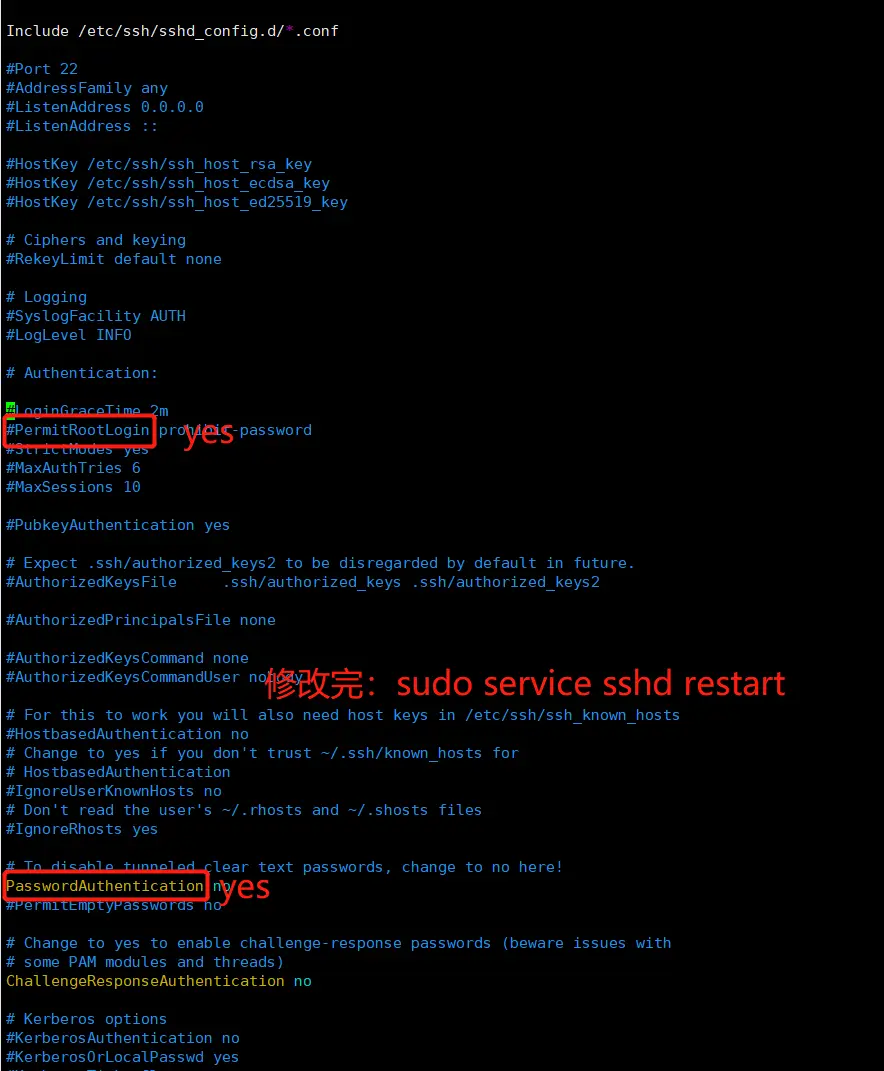 Include /etc/ssh/sshd_config.d/*.conf
#Port 22
#AddressFamily any
#ListenAddress 0.0.0.0
#ListenAddress ::
#HostKey /etc/ssh/ssh_host_rsa_key
#HostKey /etc/ssh/ssh_host_ecdsa_key
#HostKey /etc/ssh/ssh_host_ed25519_key
# Ciphers and keying
#RekeyLimit default none
# Logging
#SyslogFacility AUTH
#LogLevel INFO
# Authentication:
#LoginGraceTime 2m
#PermitRootLogin prohibit-password
yes
#StrictModes yes
#MaxAuthTries 6
#MaxSessions 10
#PubkeyAuthentication yes
# Expect .ssh/authorized_keys2 to be disregarded by default in future.
#AuthorizedKeysFile     .ssh/authorized_keys .ssh/authorized_keys2
#AuthorizedPrincipalsFile none
#AuthorizedKeysCommand none
#AuthorizedKeysCommandUser nobody
修改完：sudo service sshd restart
# For this to work you will also need host keys in /etc/ssh/ssh_known_hosts
#HostbasedAuthentication no
# Change to yes if you don't trust ~/.ssh/known_hosts for
# HostbasedAuthentication
#IgnoreUserKnownHosts no
# Don't read the user's ~/.rhosts and ~/.shosts files
#IgnoreRhosts yes
# To disable tunneled clear text passwords, change to no here!
PasswordAuthentication no
yes
#PermitEmptyPasswords no
# Change to yes to enable challenge-response passwords (beware issues with
# some PAM modules and threads)
ChallengeResponseAuthentication no
# Kerberos options
#KerberosAuthentication no
#KerberosOrLocalPasswd yes